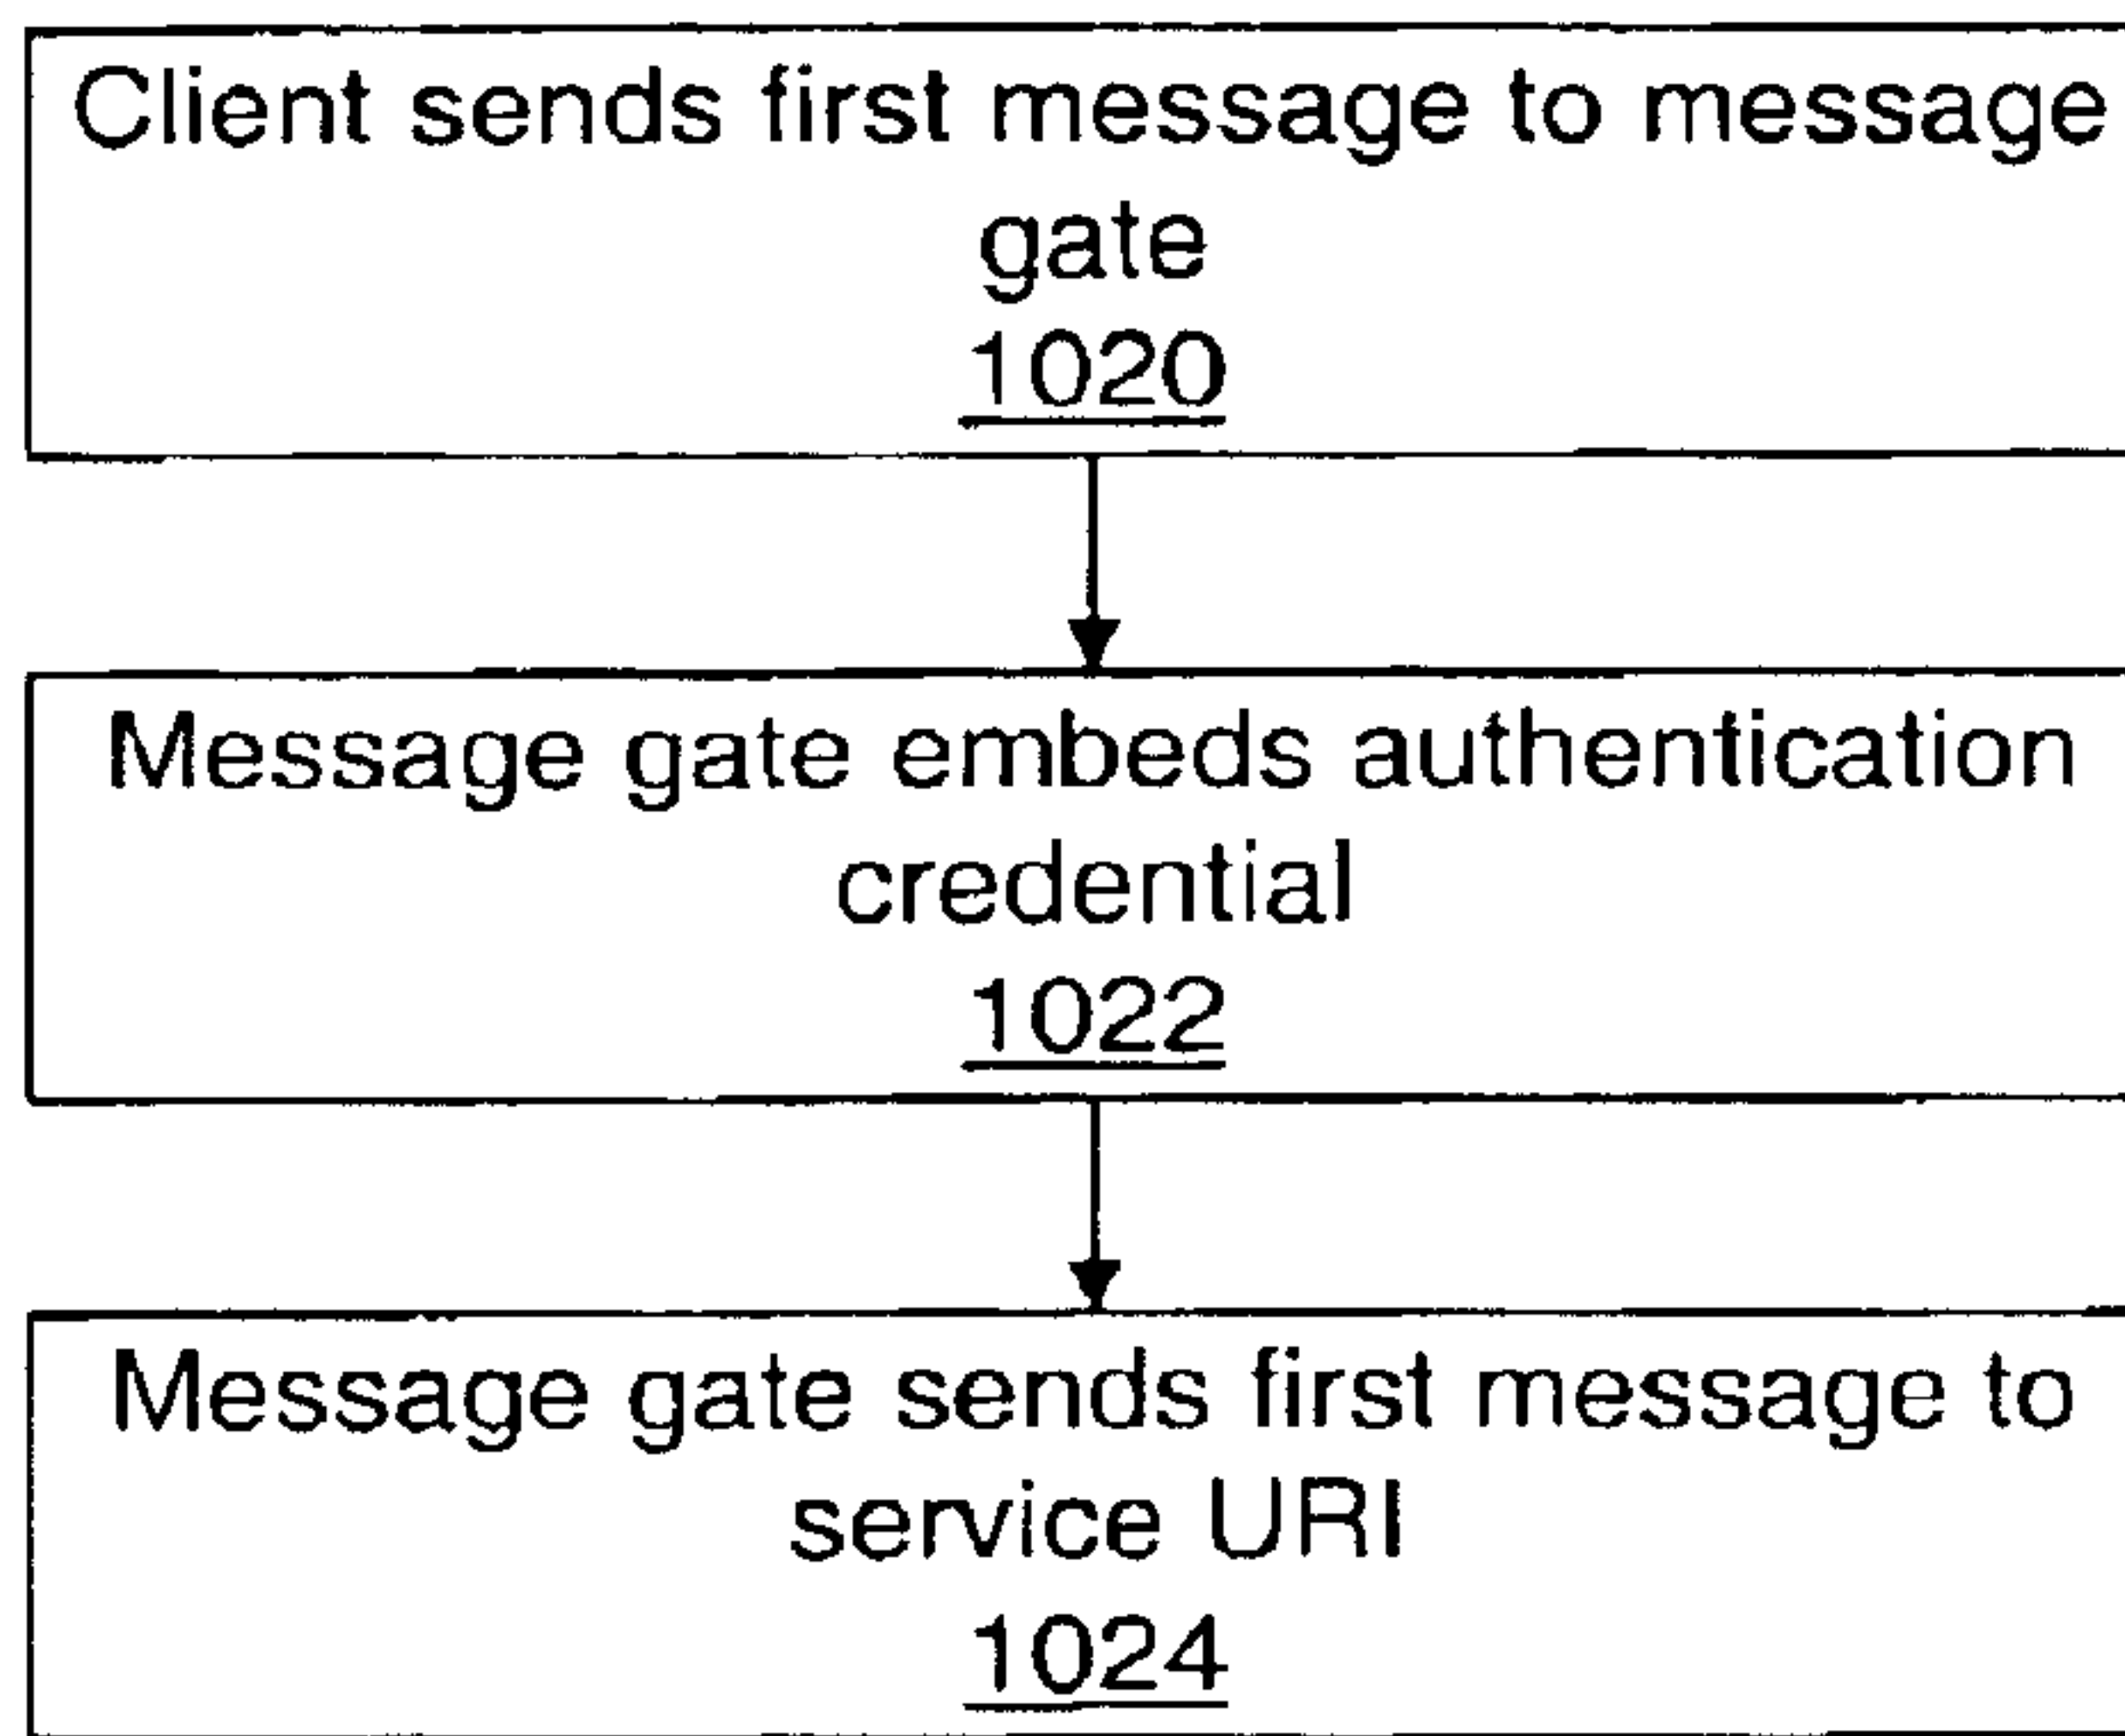 Client sends first message to message
gate
1020
Message gate embeds authentication
credential
1022
Message gate sends first message to
service URI
1024